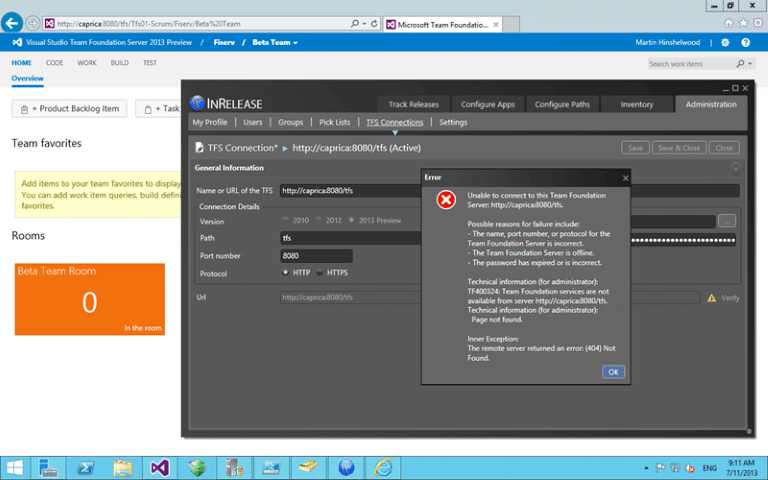 http://caprica:8080/tfs/Tfs01-Scrum/Fiserv/Beta%20Team
Microsoft Team Foundatio...
Visual Studio Team Foundation Server 2013 Preview / Fiserv / Beta Team
Martin Hinshelwood
HOME CODE WORK BUILD TEST
Search work items
Overview
+ Product Backlog Item
+ Task
Team favorites
Add items to your team favorites to display
You can add work item queries, build defini
favorites.
Rooms
Beta Team Room
0
In the room
INRELEASE
Track Releases Configure Apps Configure Paths Inventory Administration
My Profile | Users | Groups | Pick Lists | TFS Connections | Settings
TFS Connection* http://caprica:8080/tfs (Active)
Save Save & Close Close
General Information
Name or URL of the TFS http://caprica:8080/tfs
Connection Details
Version 2010 2012 2013 Preview
...
Path tfs
Port number 8080
Protocol HTTP HTTPS
Url http://caprica:8080/tfs
Verify
Error
Unable to connect to this Team Foundation
Server: http://caprica:8080/tfs.
Possible reasons for failure include:
- The name, port number, or protocol for the
Team Foundation Server is incorrect.
- The Team Foundation Server is offline.
- The password has expired or is incorrect.
Technical information (for administrator):
TF400324: Team Foundation services are not
available from server http://caprica:8080/tfs.
Technical information (for administrator):
Page not found.
Inner Exception:
The remote server returned an error: (404) Not
Found.
OK
ENG
9:11 AM
7/11/2013